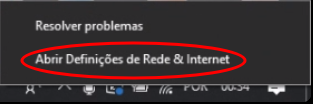 Resolver problemas
Abrir Definições de Rede & Internet
POR 00:54